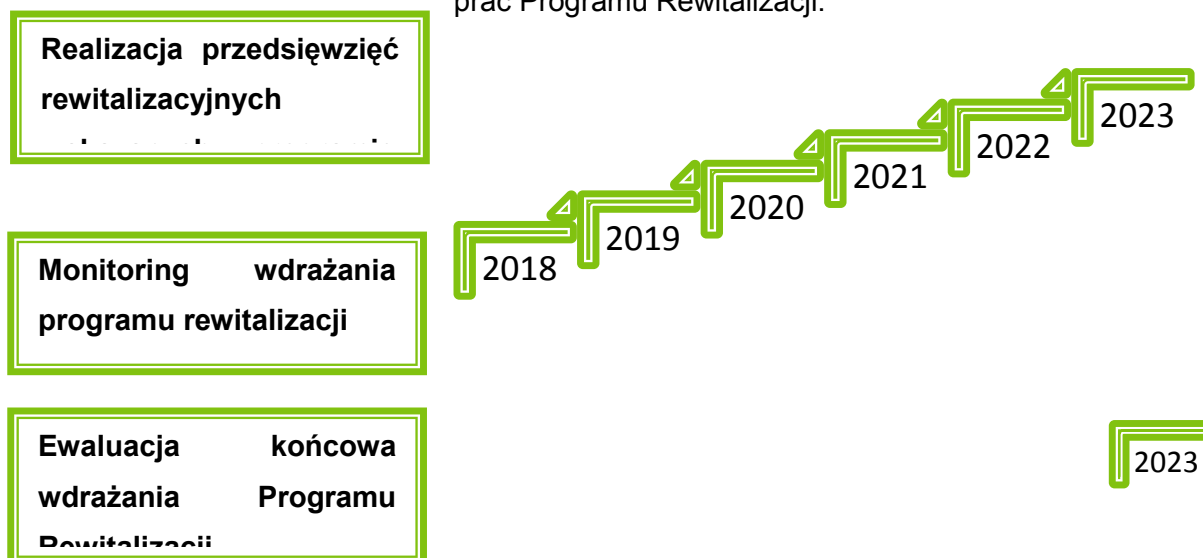 prac Programu Rewitalizacji.
Realizacja przedsięwzięć
rewitalizacyjnych
2018
2019
2020
2021
2022
2023
Monitoring wdrażania
programu rewitalizacji
Ewaluacja końcowa
wdrażania Programu
Rewitalizacji
2023